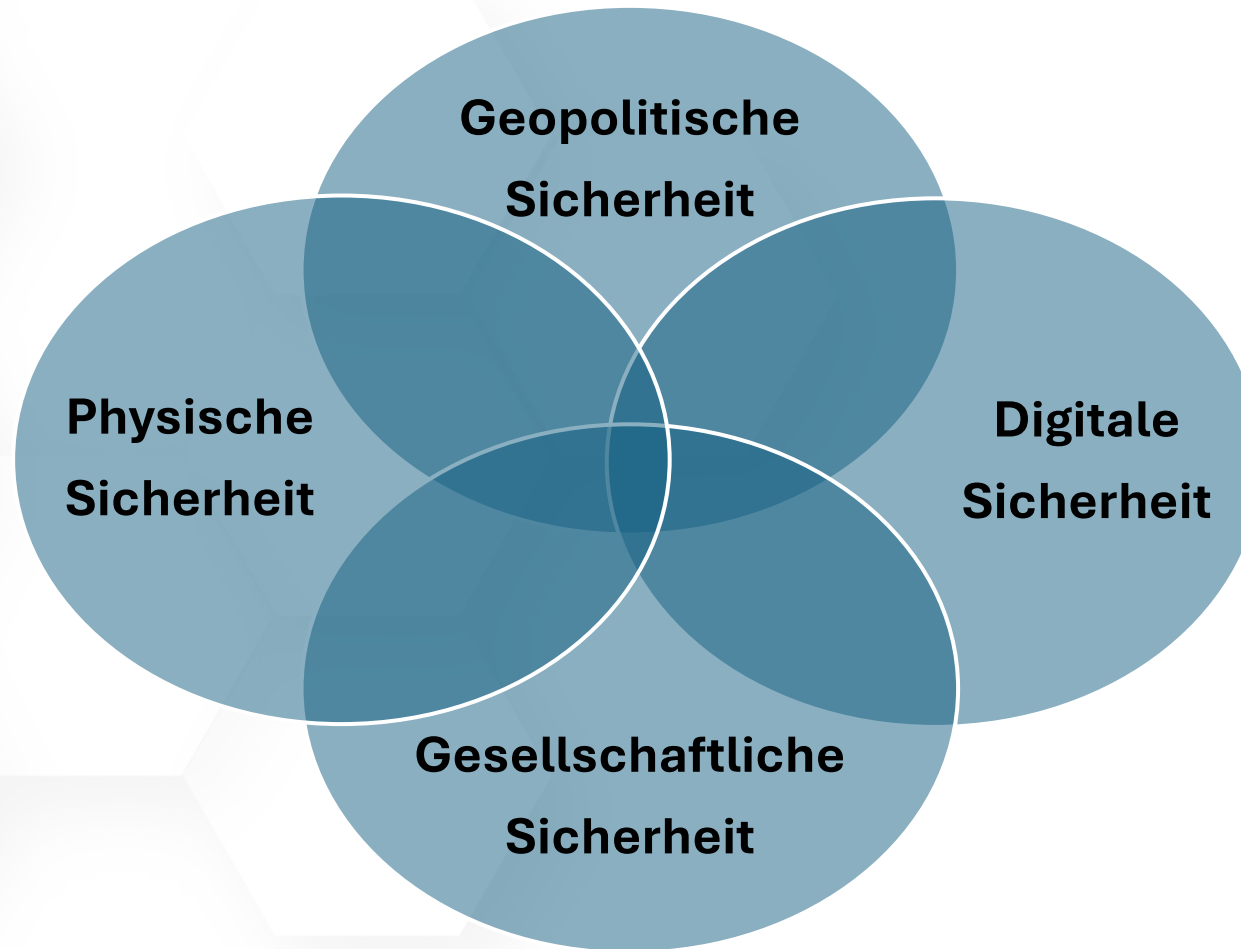 Geopolitische
Sicherheit
Physische
Sicherheit
Digitale
Sicherheit
Gesellschaftliche
Sicherheit